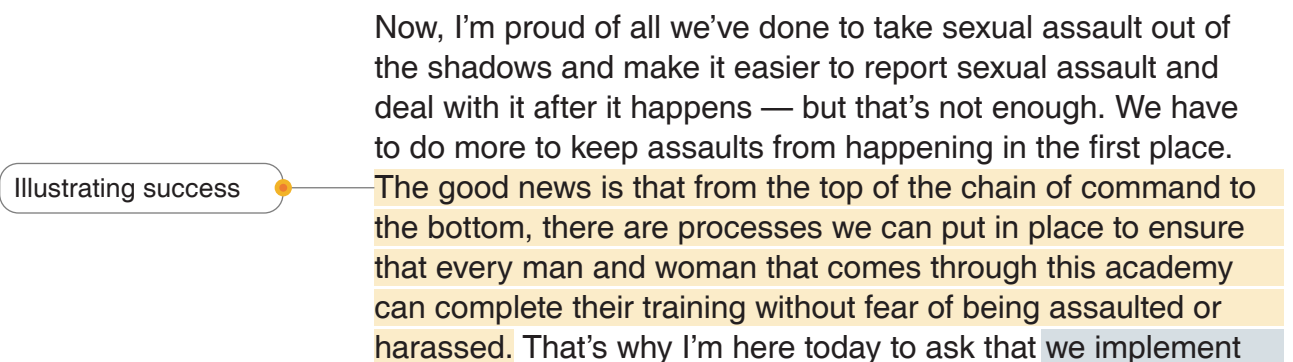 Now, I’m proud of all we’ve done to take sexual assault out of
the shadows and make it easier to report sexual assault and
deal with it after it happens — but that’s not enough. We have
to do more to keep assaults from happening in the first place.
Illustrating success
The good news is that from the top of the chain of command to
the bottom, there are processes we can put in place to ensure
that every man and woman that comes through this academy
can complete their training without fear of being assaulted or
harassed. That’s why I’m here today to ask that we implement